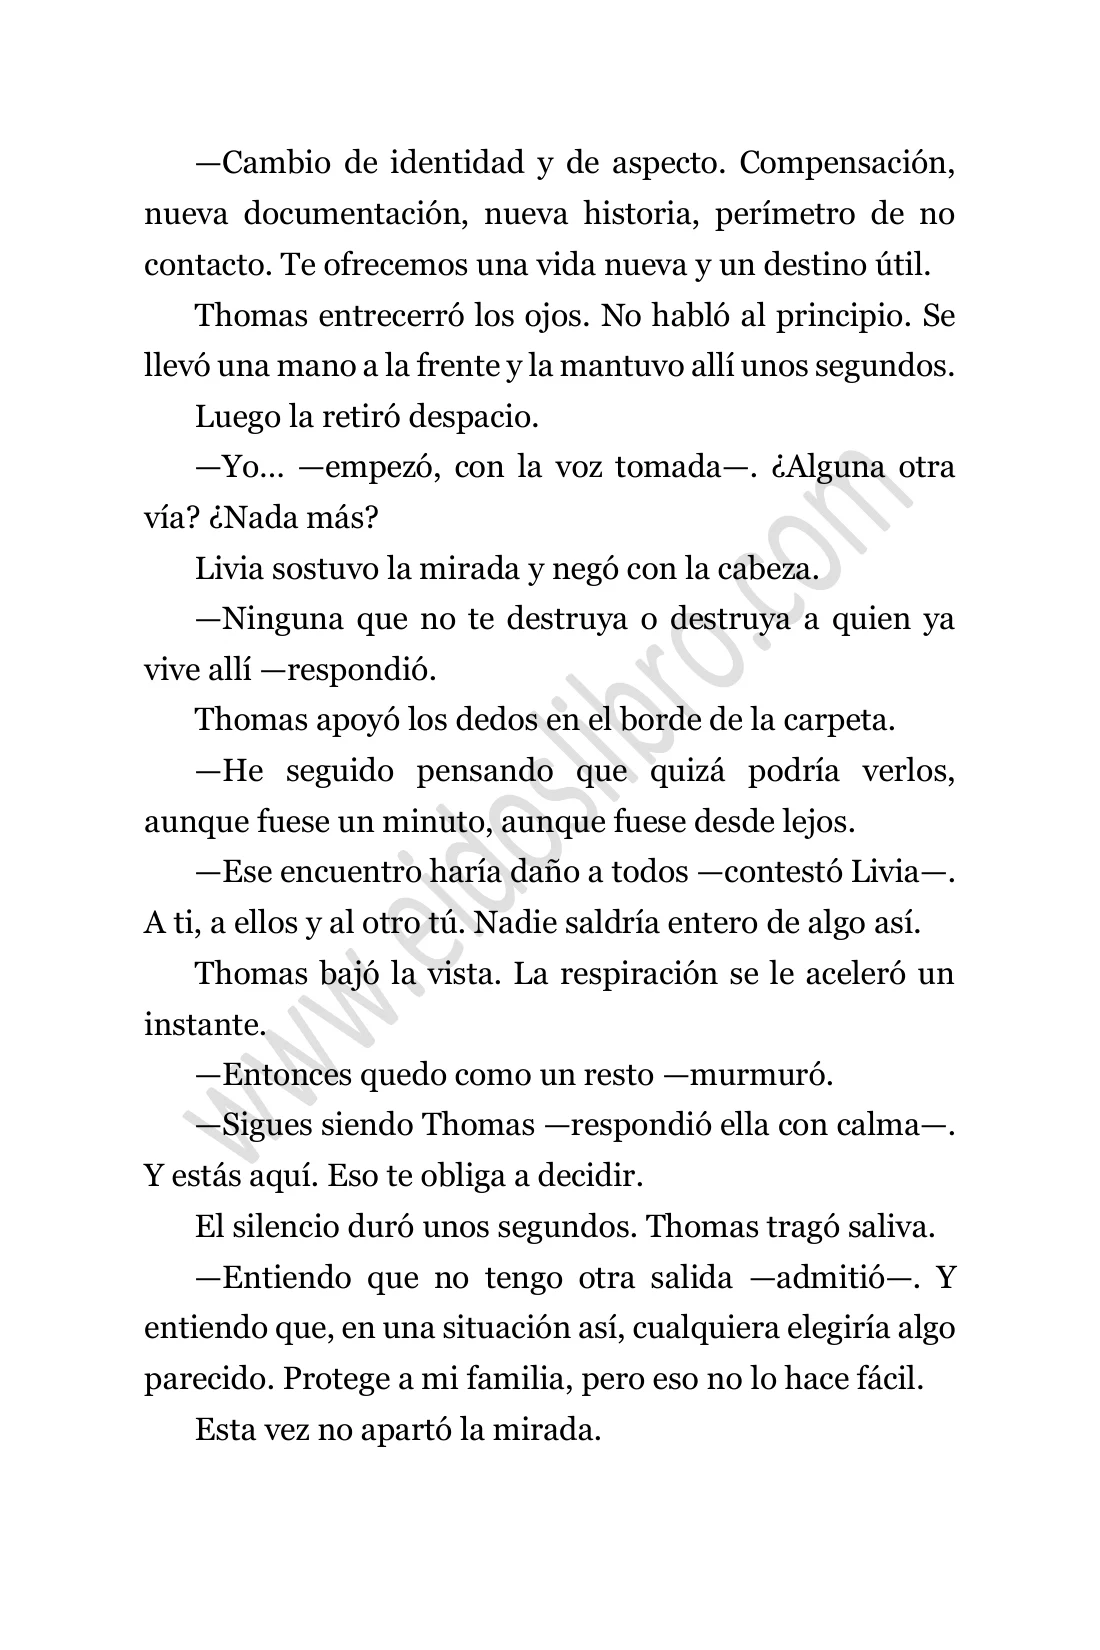 —Cambio de identidad y de aspecto. Compensación,
nueva documentación, nueva historia, perímetro de no
contacto. Te ofrecemos una vida nueva y un destino útil.
Thomas entrecerró los ojos. No habló al principio. Se
llevó una mano a la frente y la mantuvo allí unos segundos.
Luego la retiró despacio.
—Yo... —empezó, con la voz tomada—. ¿Alguna otra
vía? ¿Nada más?
Livia sostuvo la mirada y negó con la cabeza.
—Ninguna que no te destruya o destruya a quien ya
vive allí —respondió.
Thomas apoyó los dedos en el borde de la carpeta.
—He seguido pensando que quizá podría verlos,
aunque fuese un minuto, aunque fuese desde lejos.
—Ese encuentro haría daño a todos —contestó Livia—.
A ti, a ellos y al otro tú. Nadie saldría entero de algo así.
Thomas bajó la vista. La respiración se le aceleró un
instante.
—Entonces quedo como un resto —murmuró.
—Sigues siendo Thomas —respondió ella con calma—.
Y estás aquí. Eso te obliga a decidir.
El silencio duró unos segundos. Thomas tragó saliva.
—Entiendo que no tengo otra salida —admitió—. Y
entiendo que, en una situación así, cualquiera elegiría algo
parecido. Protege a mi familia, pero eso no lo hace fácil.
Esta vez no apartó la mirada.
www.eidoslibro.com